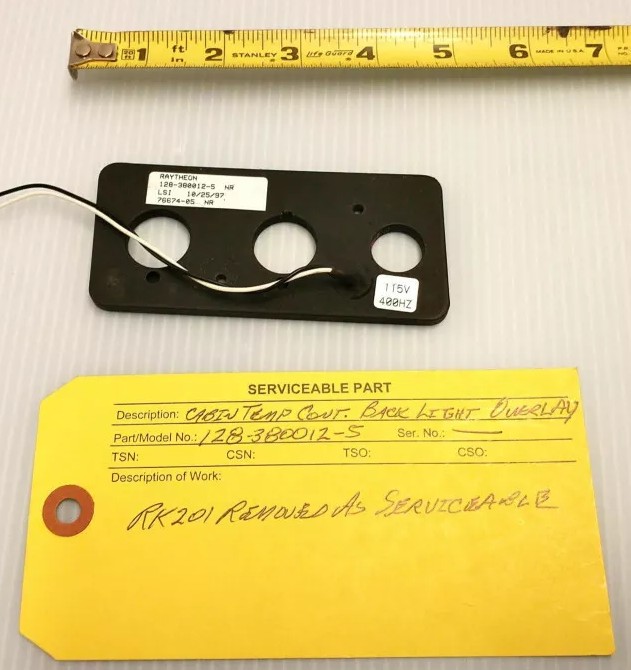 1 ft in. 2 STANLEY 3 life Guard 4 5 6 MADE IN U.S.A. 7
RAYTHEON
128-380012-5 NR
LSI 10/25/97
76674-05 NR
115V
400HZ
SERVICEABLE PART
Description: CABIN TEMP CONT. BACK LIGHT OVERLAY
Part/Model No.: 128-380012-5 Ser. No.: —
TSN: CSN: TSO: CSO:
Description of Work:
RK201 REMOVED AS SERVICEABLE